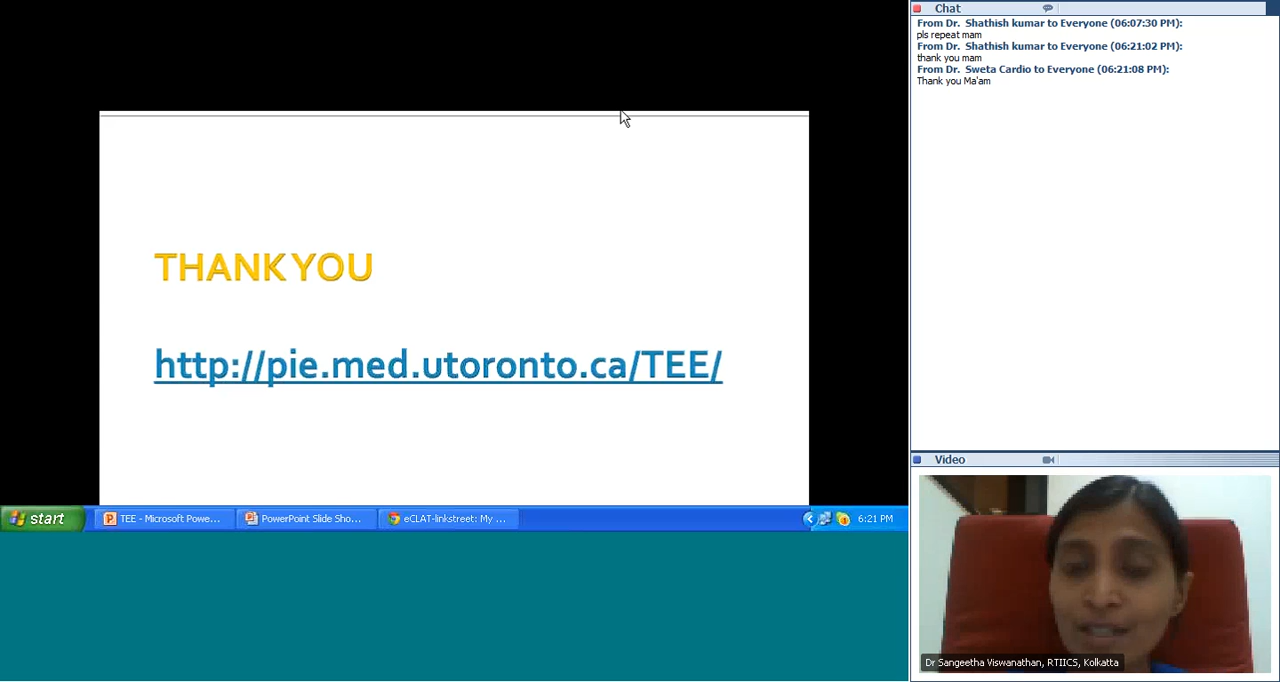 THANK YOU
http://pie.med.utoronto.ca/TEE/
start
TEE - Microsoft Powe...
PowerPoint Slide Sho...
eCLAT-linkstreet: My ...
6:21 PM
Chat
From Dr. Shathish kumar to Everyone (06:07:30 PM):
pls repeat mam
From Dr. Shathish kumar to Everyone (06:21:02 PM):
thank you mam
From Dr. Sweta Cardio to Everyone (06:21:08 PM):
Thank you Ma'am
Video
Dr Sangeetha Viswanathan, RTIICS, Kolkatta